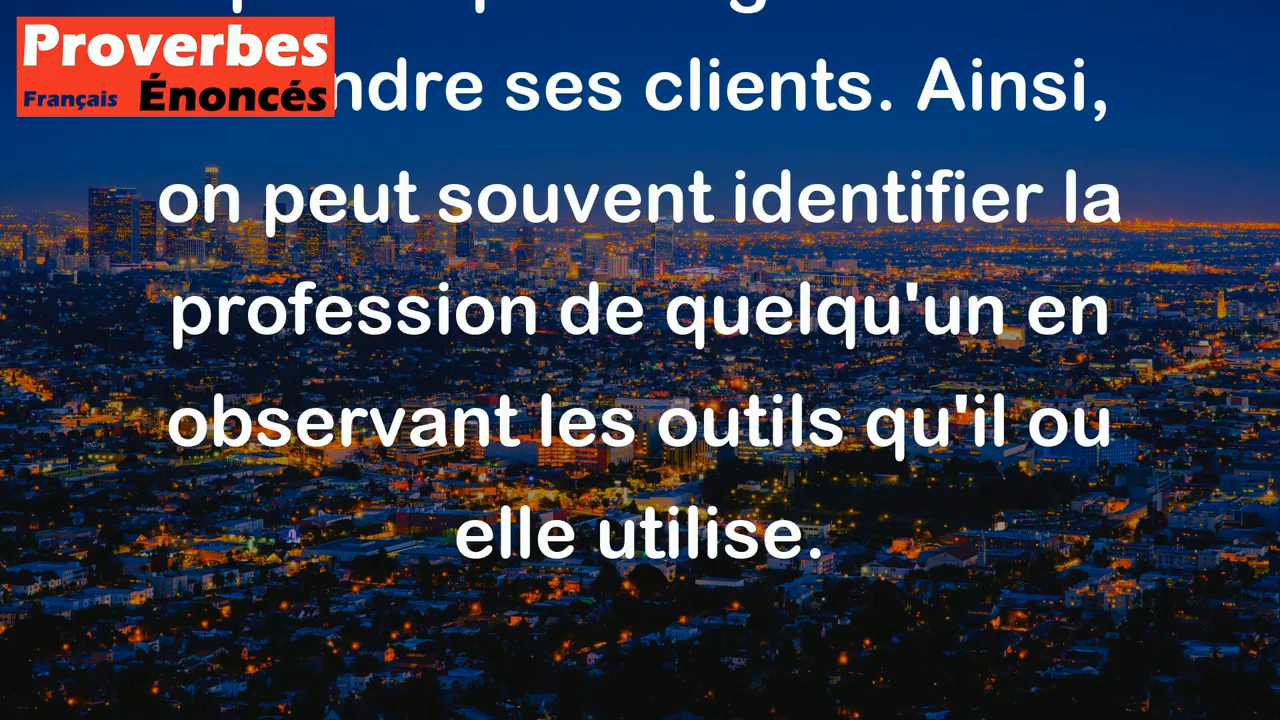 Proverbes
Français Énoncés
ses clients. Ainsi,
on peut souvent identifier la
profession de quelqu'un en
observant les outils qu'il ou
elle utilise.